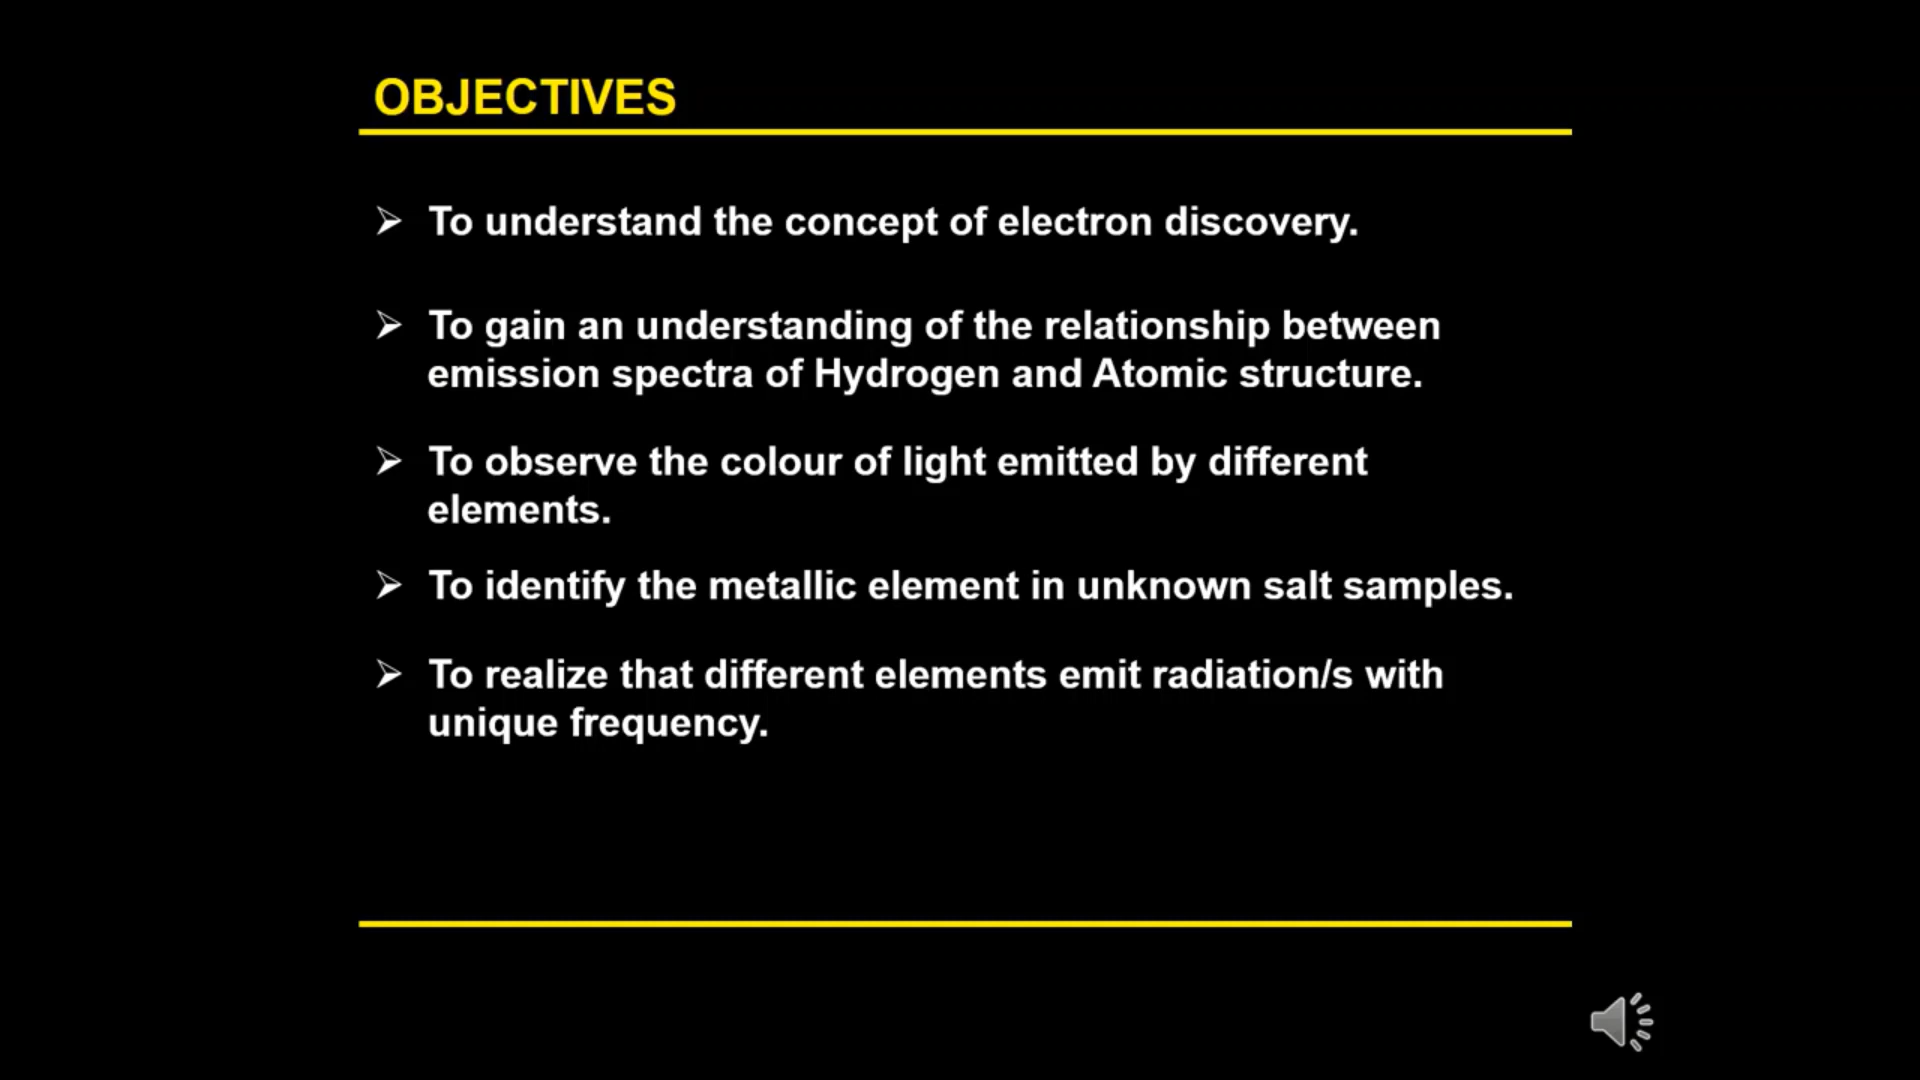 OBJECTIVES
➢ To understand the concept of electron discovery.
➢ To gain an understanding of the relationship between
emission spectra of Hydrogen and Atomic structure.
➢ To observe the colour of light emitted by different
elements.
➢ To identify the metallic element in unknown salt samples.
➢ To realize that different elements emit radiation/s with
unique frequency.